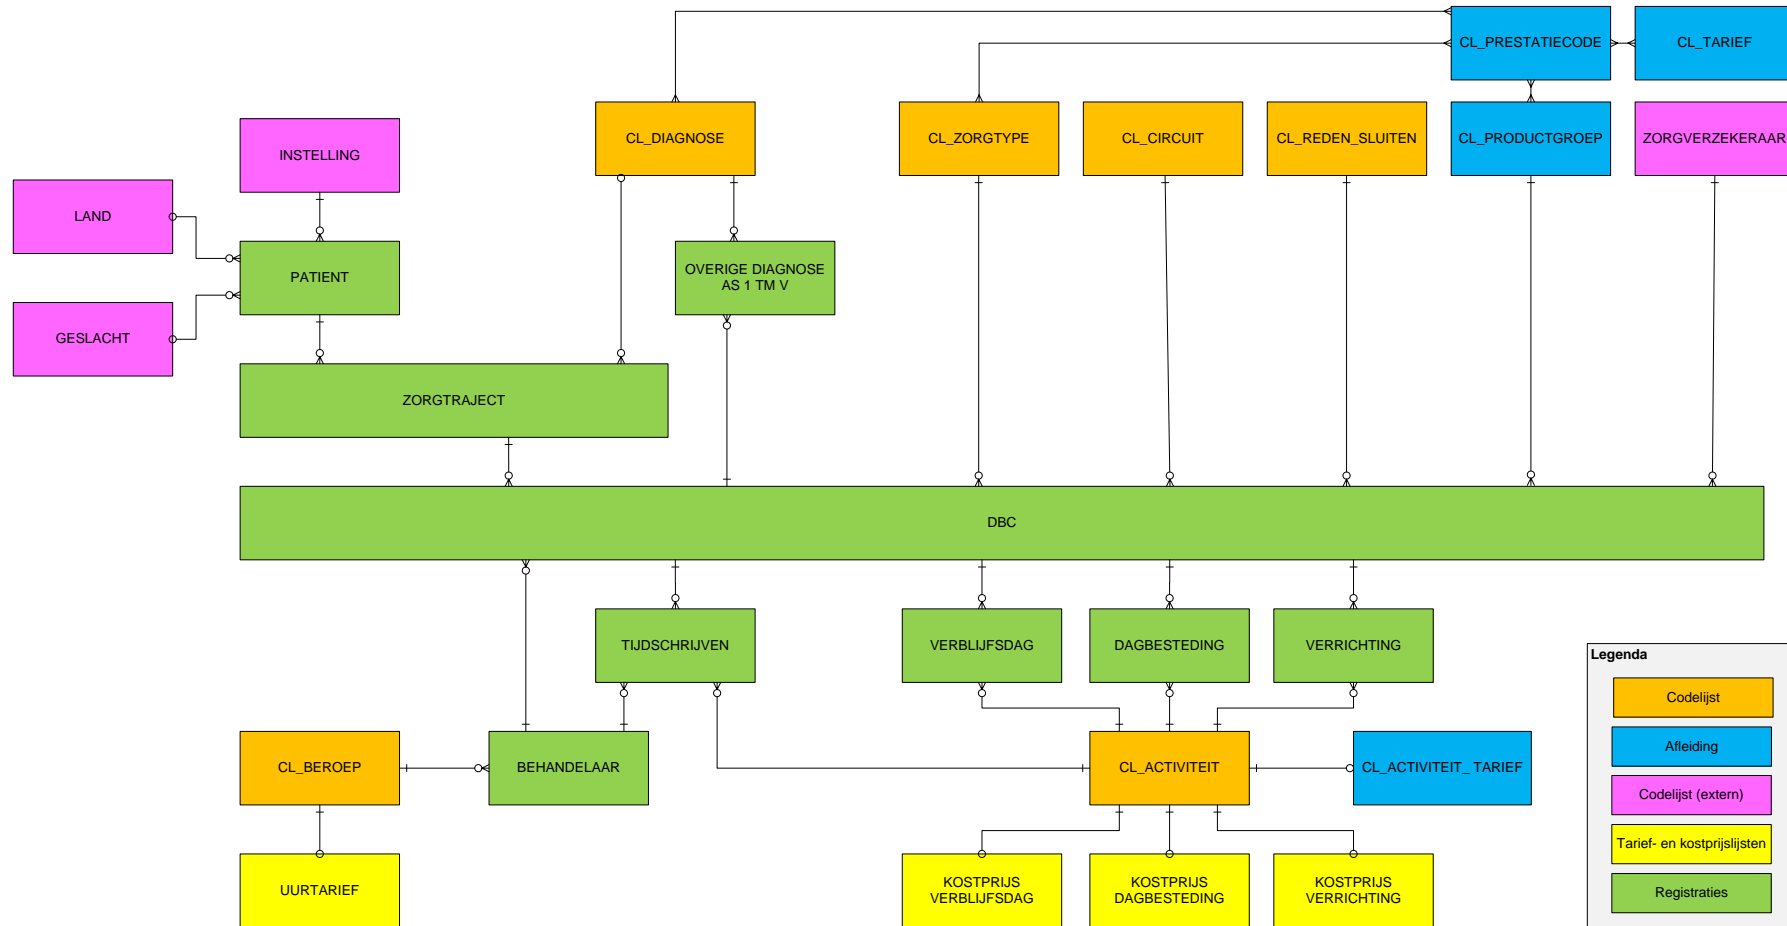 CL_PRESTATIECODE
CL_TARIEF
CL_DIAGNOSE
CL_ZORGTYPE
CL_CIRCUIT
CL_REDEN_SLUITEN
CL_PRODUCTGROEP
ZORGVERZEKERAAR
INSTELLING
LAND
PATIENT
OVERIGE DIAGNOSE
AS 1 TM V
GESLACHT
ZORGTRAJECT
DBC
TIJDSCHRIJVEN
VERBLIJFSDAG
DAGBESTEDING
VERRICHTING
CL_BEROEP
BEHANDELAAR
CL_ACTIVITEIT
CL_ACTIVITEIT_ TARIEF
UURTARIEF
KOSTPRIJS
VERBLIJFSDAG
KOSTPRIJS
DAGBESTEDING
KOSTPRIJS
VERRICHTING
Legenda
Codelijst
Afleiding
Codelijst (extern)
Tarief- en kostprijslijsten
Registraties